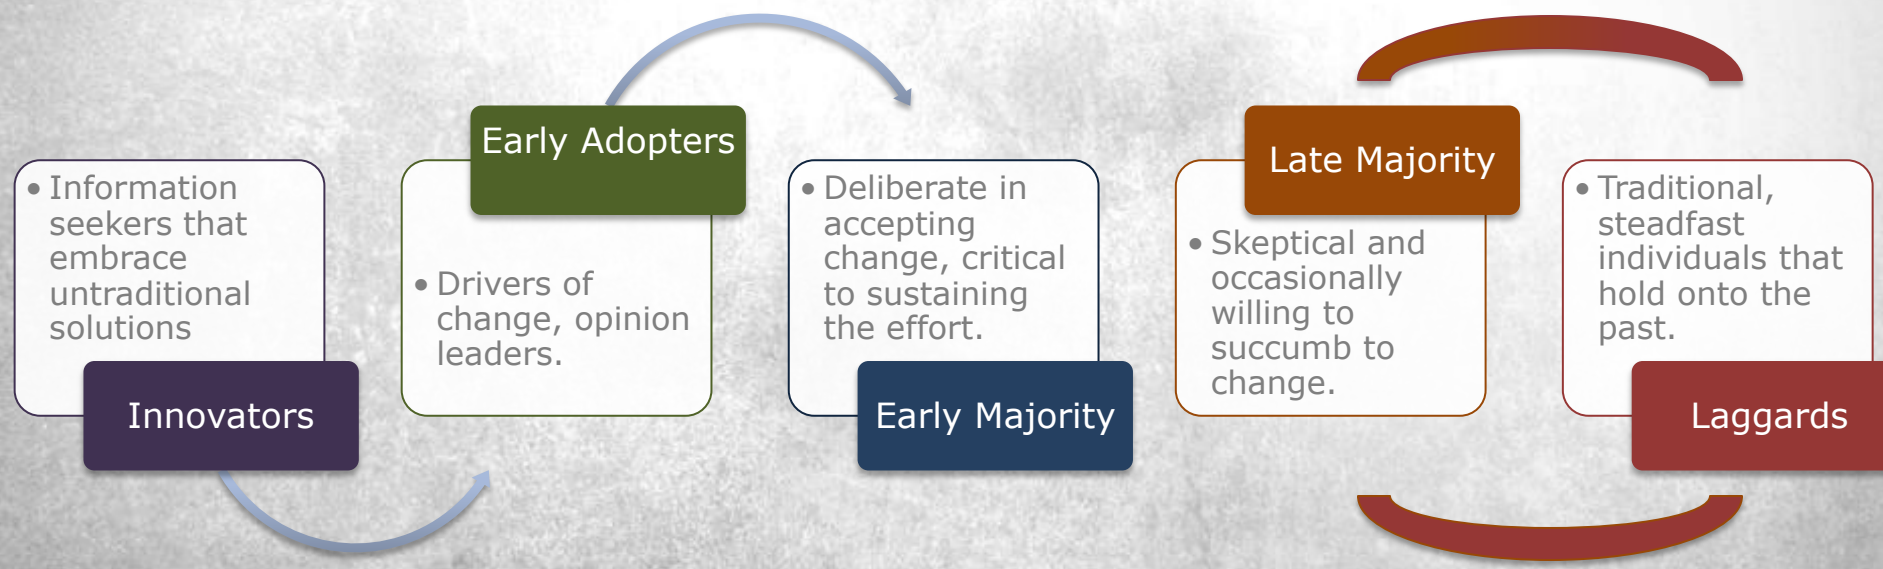 • Information
seekers that
embrace
untraditional
solutions
Innovators
Early Adopters
• Drivers of
change, opinion
leaders.
• Deliberate in
accepting
change, critical
to sustaining
the effort.
Early Majority
Late Majority
• Skeptical and
occasionally
willing to
succumb to
change.
• Traditional,
steadfast
individuals that
hold onto the
past.
Laggards